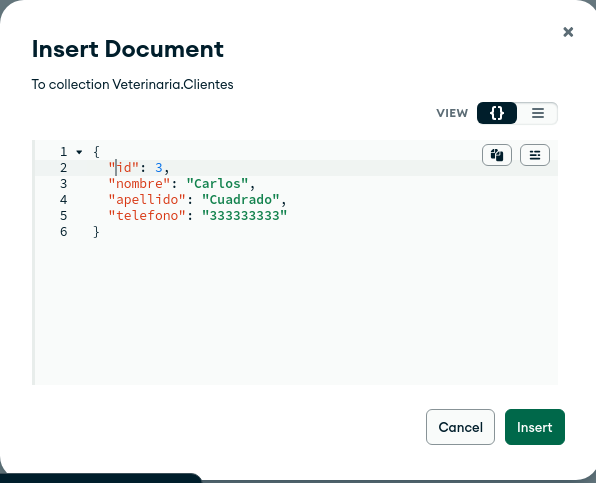 Insert Document
To collection Veterinaria.Clientes
VIEW {}
1 {
2 "id": 3,
3 "nombre": "Carlos",
4 "apellido": "Cuadrado",
5 "telefono": "333333333"
6 }
Cancel Insert